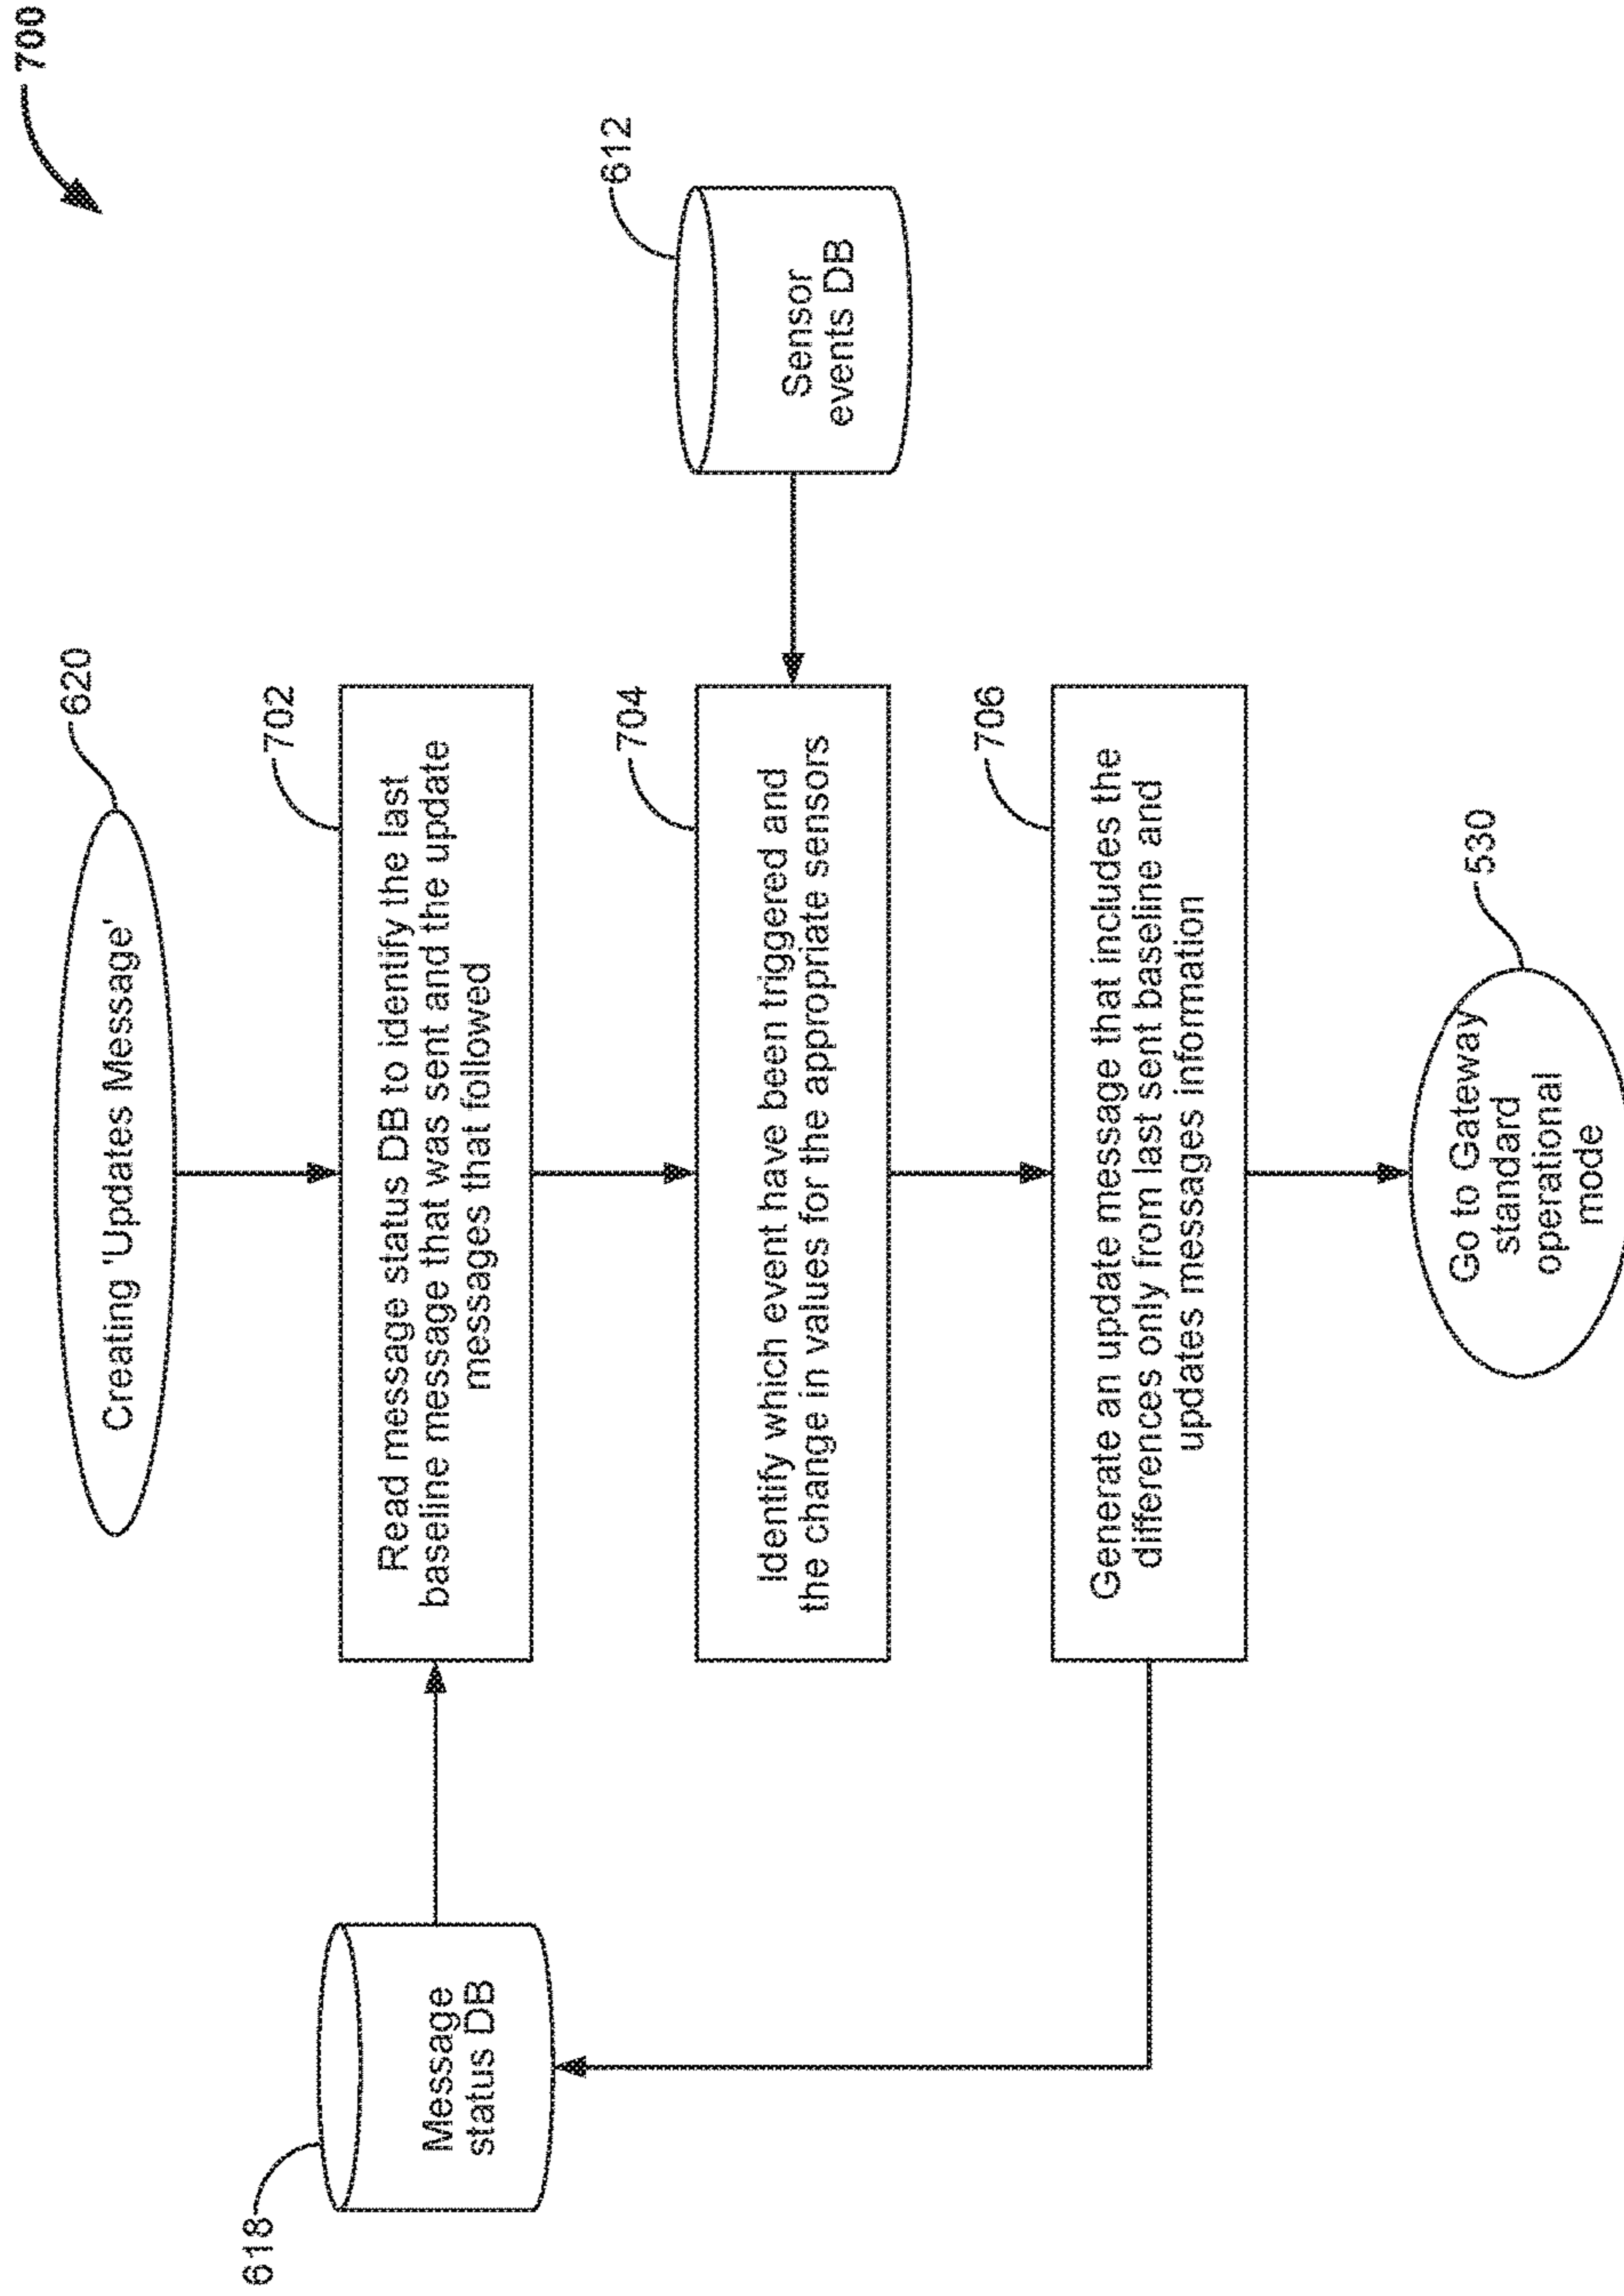 700
Creating 'Updates Message'
620
702
Read message status DB to identify the last
baseline message that was sent and the update
messages that followed
618
Message
status DB
704
Identify which event have been triggered and
the change in values for the appropriate sensors
612
Sensor
events DB
706
Generate an update message that includes the
differences only from last sent baseline and
updates messages information
530
Go to Gateway
standard
operational
mode